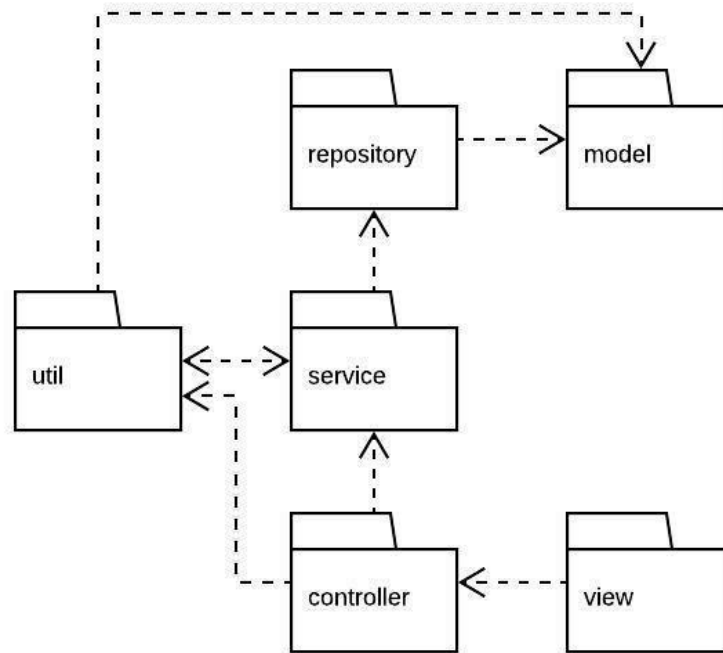 repository
model
util
service
controller
view